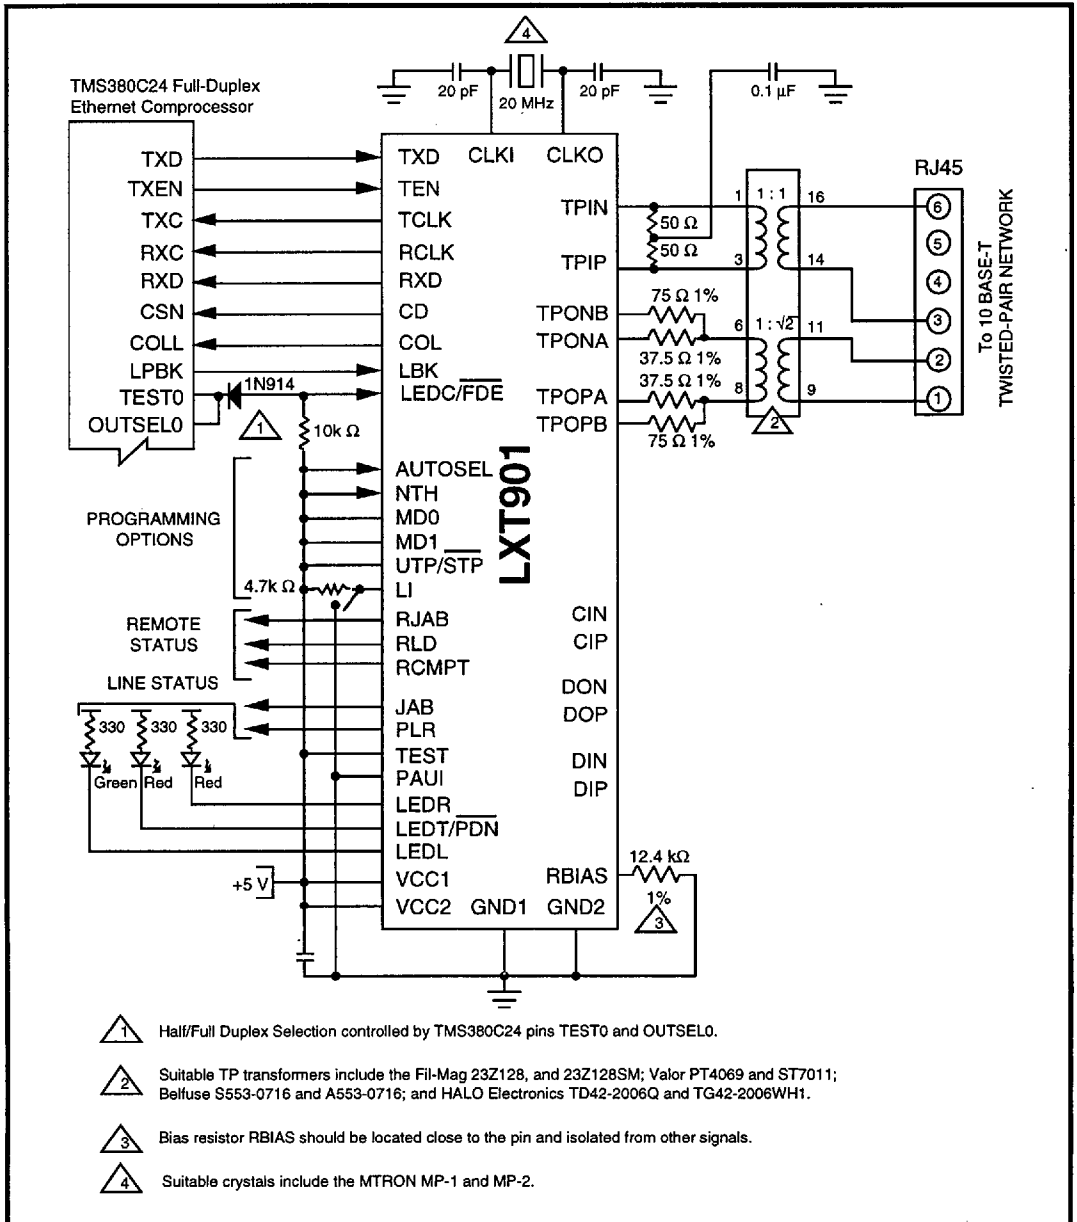 4
20 pF
20 MHz
20 pF
0.1 µF
TMS380C24 Full-Duplex
Ethernet Comprocessor
TXD
TXEN
TXC
RXC
RXD
CSN
COLL
LPBK
TEST0
OUTSEL0
1N914
1
10k Ω
TXD
TEN
TCLK
RCLK
RXD
CD
COL
LBK
LEDC/FDE
AUTOSEL
NTH
MD0
MD1
UTP/STP
LI
RJAB
RLD
RCMPT
JAB
PLR
TEST
PAUI
LEDR
LEDT/PDN
LEDL
VCC1
VCC2
CLKI
CLKO
LXT901
TPIN
TPIP
TPONB
TPONA
TPOPA
TPOPB
CIN
CIP
DON
DOP
DIN
DIP
RBIAS
GND1
GND2
PROGRAMMING
OPTIONS
4.7k Ω
REMOTE
STATUS
LINE STATUS
330
330
330
Green
Red
Red
+5 V
50 Ω
50 Ω
75 Ω 1%
37.5 Ω 1%
37.5 Ω 1%
75 Ω 1%
1
1 : 1
16
3
14
6
1 : √2
11
8
9
2
RJ45
6
5
4
3
2
1
To 10 BASE-T
TWISTED-PAIR NETWORK
12.4 kΩ
1%
3
1 Half/Full Duplex Selection controlled by TMS380C24 pins TEST0 and OUTSEL0.
2 Suitable TP transformers include the Fil-Mag 23Z128, and 23Z128SM; Valor PT4069 and ST7011;
Belfuse S553-0716 and A553-0716; and HALO Electronics TD42-2006Q and TG42-2006WH1.
3 Bias resistor RBIAS should be located close to the pin and isolated from other signals.
4 Suitable crystals include the MTRON MP-1 and MP-2.